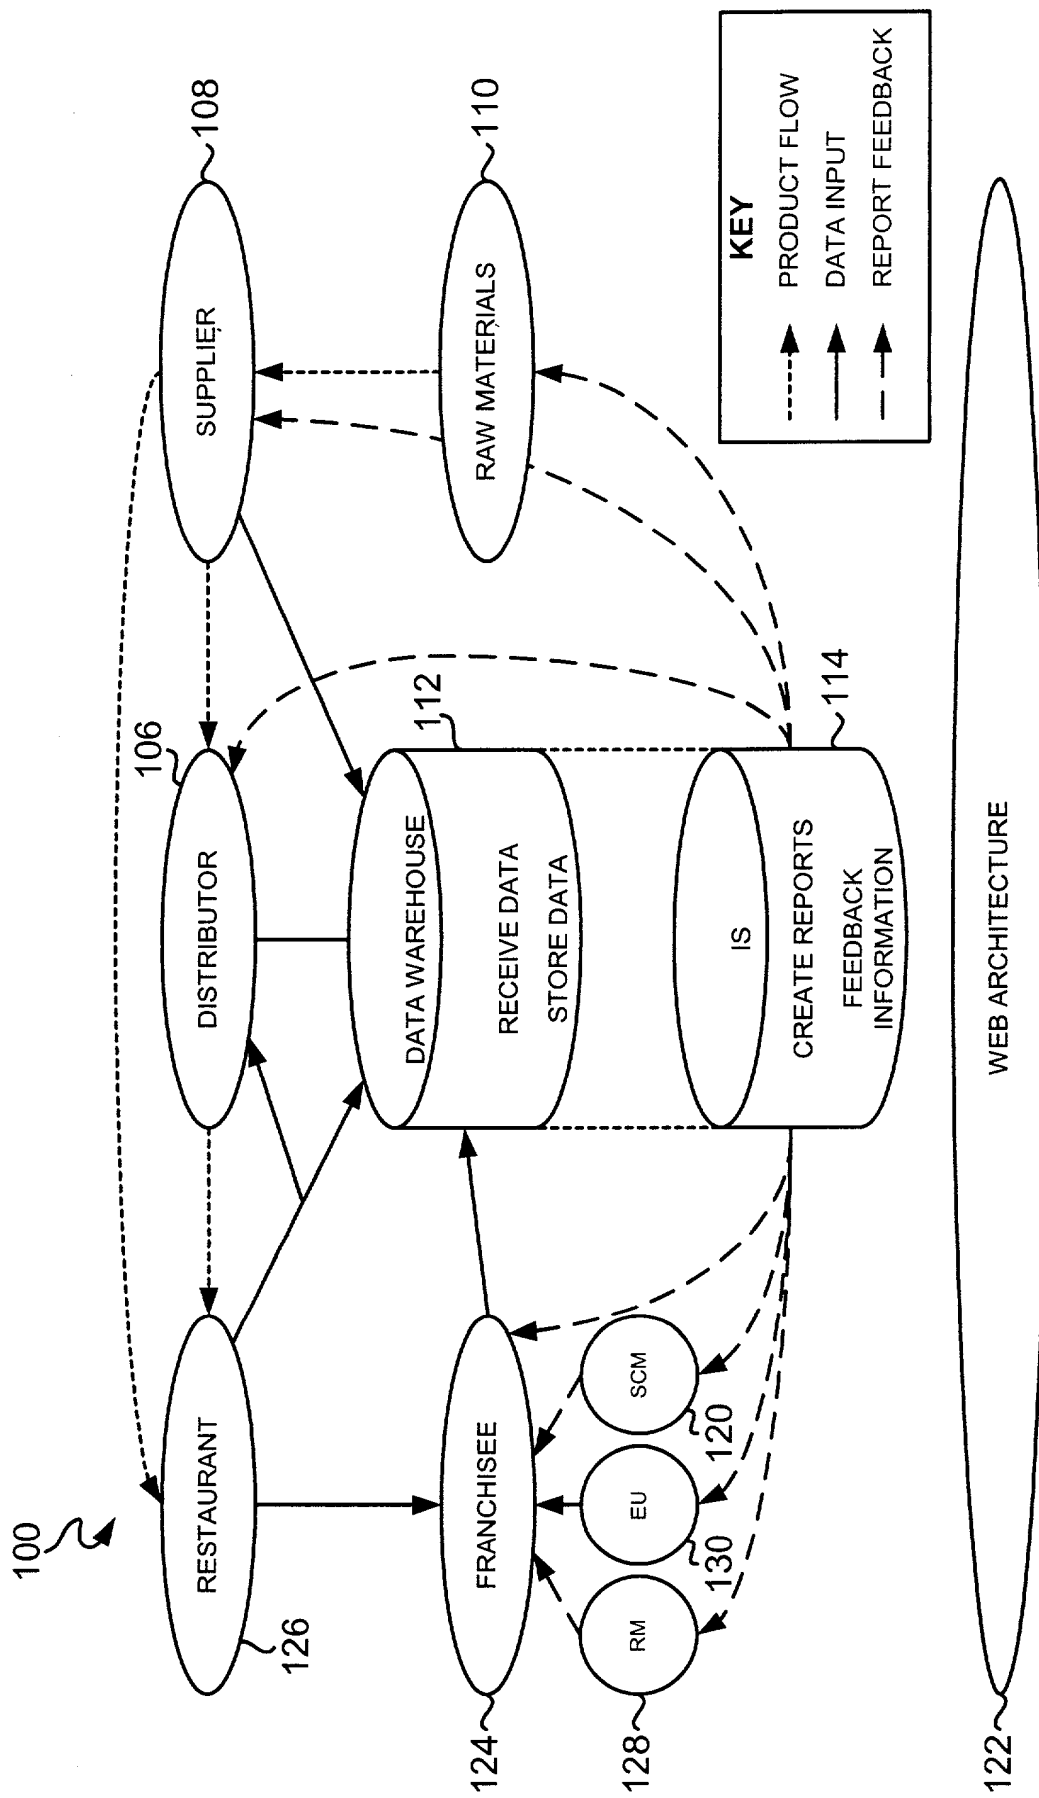 100
RESTAURANT
126
DISTRIBUTOR
106
SUPPLIER
108
FRANCHISEE
124
DATA WAREHOUSE
112
RECEIVE DATA
STORE DATA
RAW MATERIALS
110
RM
128
EU
130
SCM
120
IS
CREATE REPORTS
FEEDBACK
INFORMATION
114
KEY
PRODUCT FLOW
DATA INPUT
REPORT FEEDBACK
WEB ARCHITECTURE
122